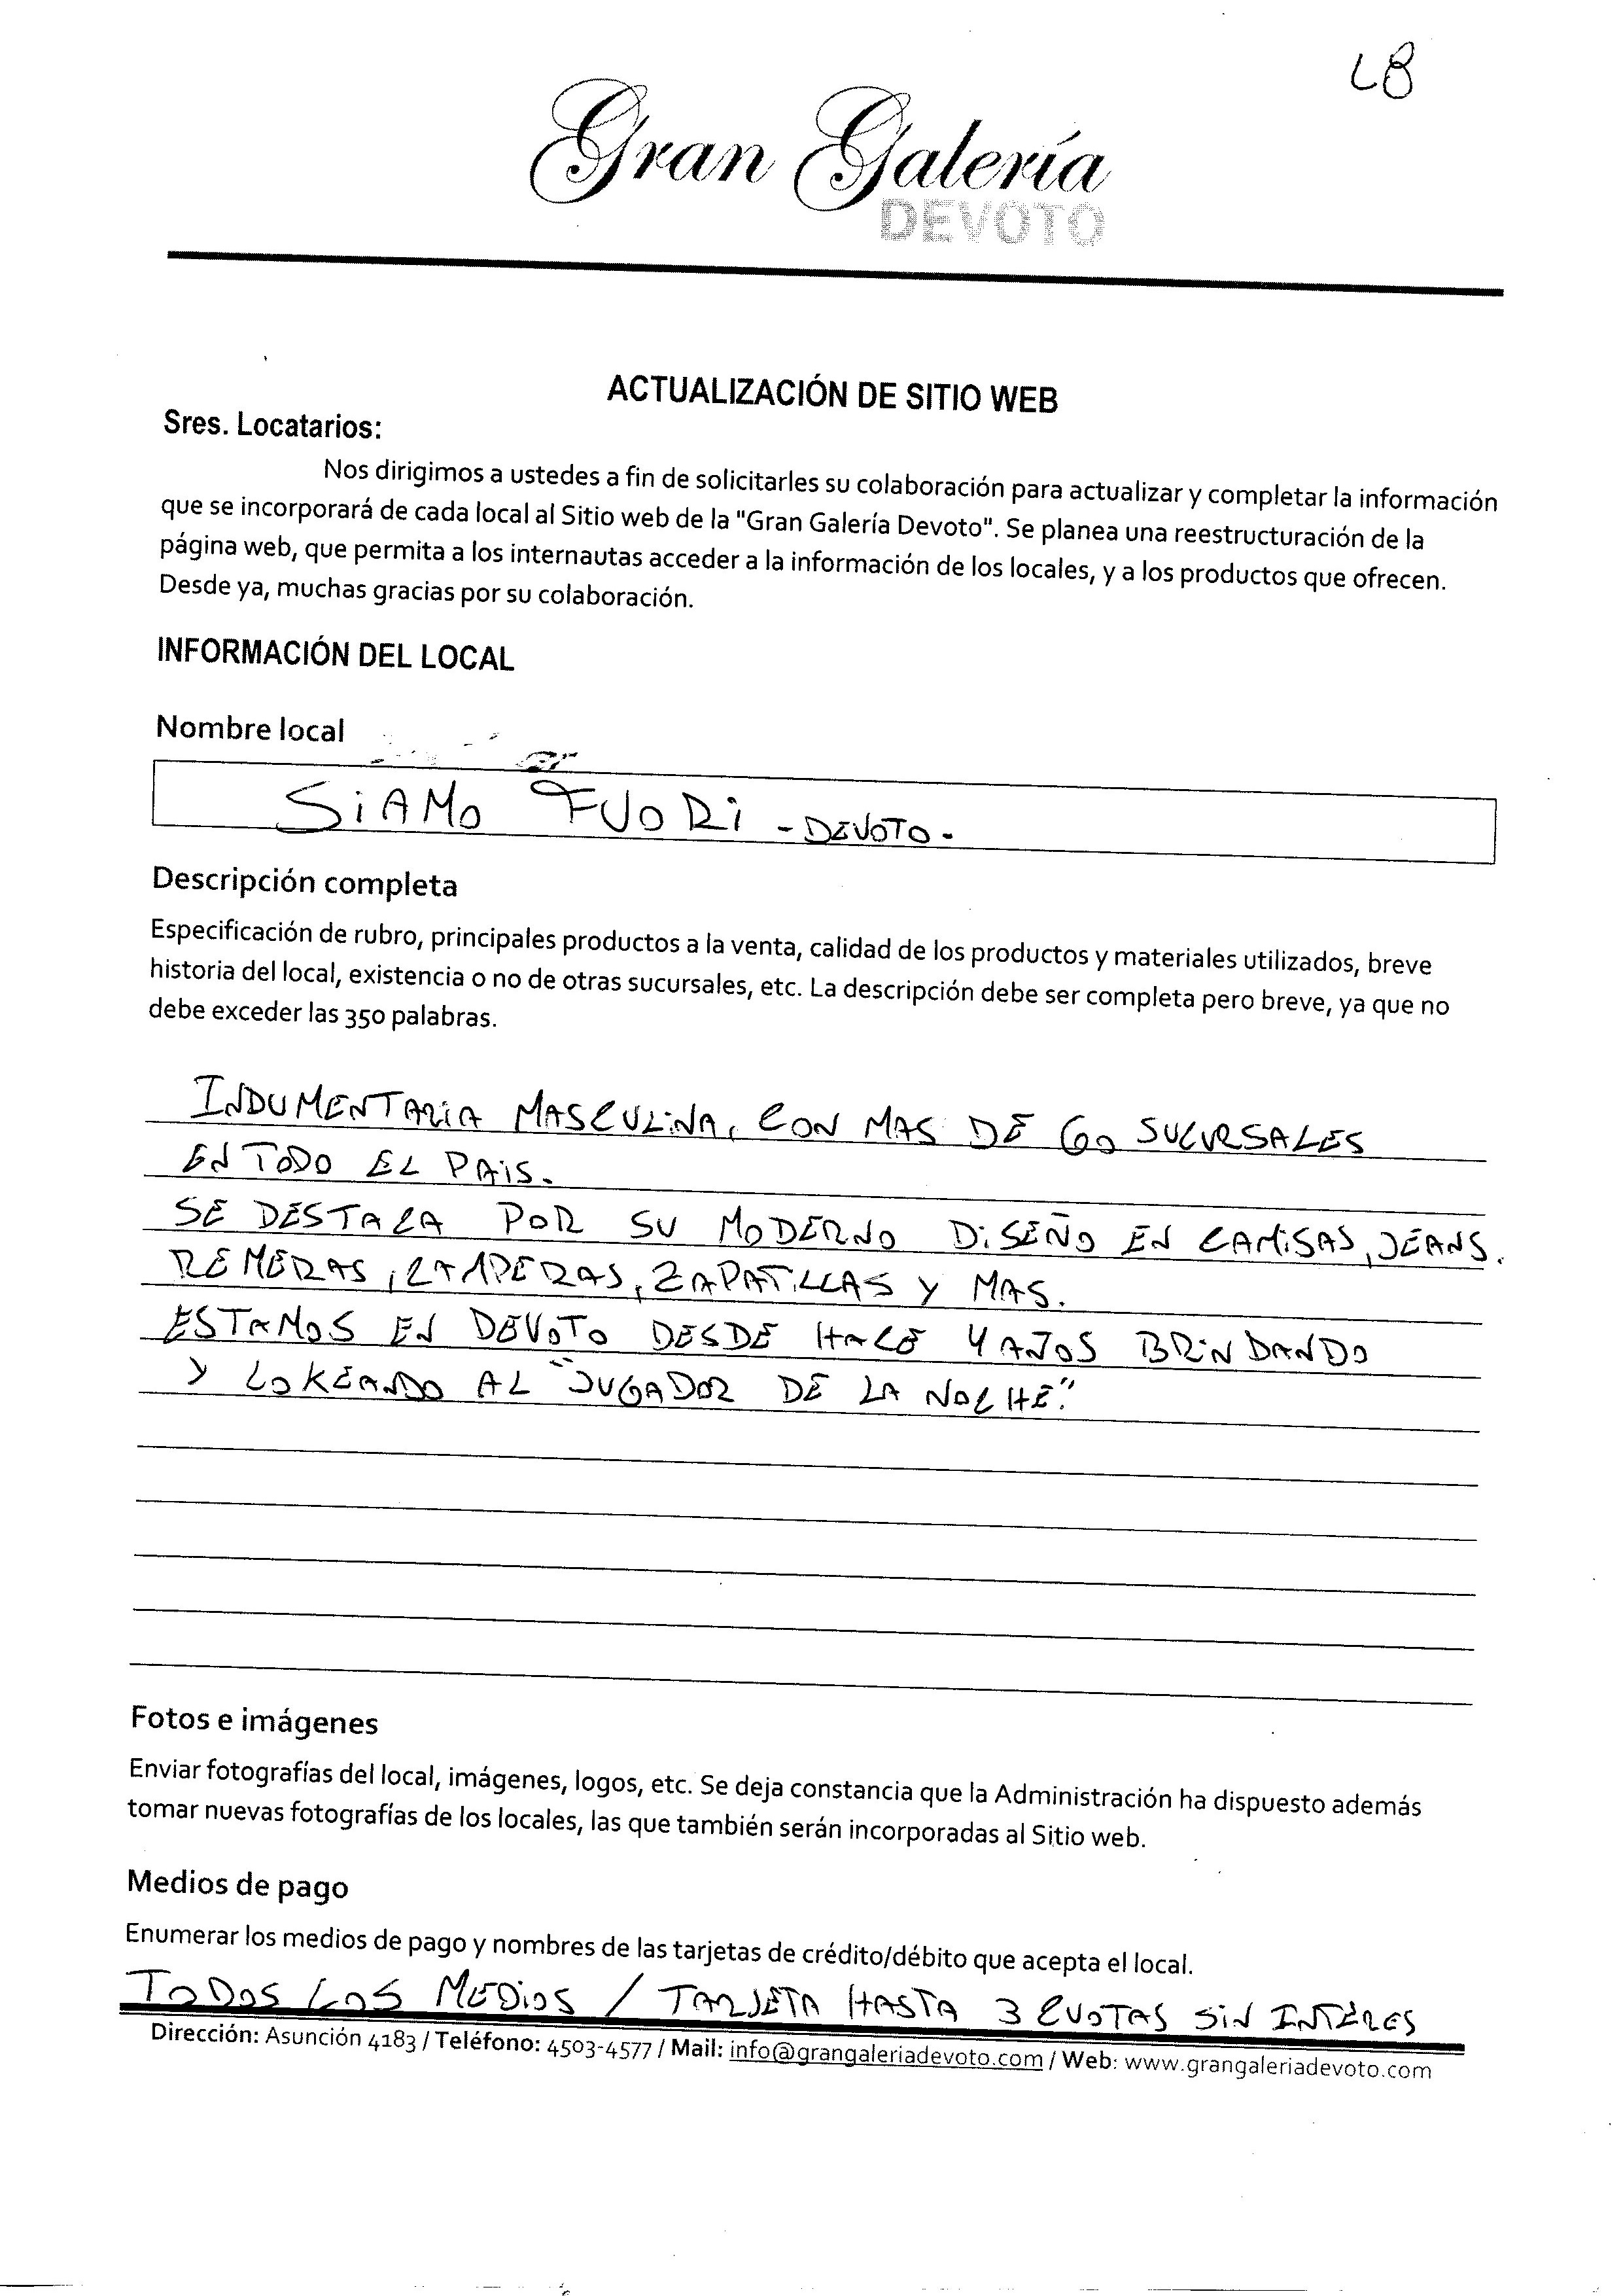 L8
Gran Galería
DEVOTO
ACTUALIZACIÓN DE SITIO WEB
Sres. Locatarios:
Nos dirigimos a ustedes a fin de solicitarles su colaboración para actualizar y completar la información
que se incorporará de cada local al Sitio web de la "Gran Galería Devoto". Se planea una reestructuración de la
página web, que permita a los internautas acceder a la información de los locales, y a los productos que ofrecen.
Desde ya, muchas gracias por su colaboración.
INFORMACIÓN DEL LOCAL
Nombre local
SiAMO FUORi - DEVOTO -
Descripción completa
Especificación de rubro, principales productos a la venta, calidad de los productos y materiales utilizados, breve
historia del local, existencia o no de otras sucursales, etc. La descripción debe ser completa pero breve, ya que no
debe exceder las 350 palabras.
INDUMENTARiA MASCULiNA, CON MAS DE 60 SUCURSALES
EN TODO EL PAiS.
SE DESTACA POR SU MODERNO DiSEÑO EN CAMiSAS, JEANS.
REMERAS, CAMPERAS, ZAPATiLLAS Y MAS.
ESTAMOS EN DEVOTO DESDE HACE 4 AÑOS BRiNDANDO
Y LOKEANDO AL "JUGADOR DE LA NOCHE."
Fotos e imágenes
Enviar fotografías del local, imágenes, logos, etc. Se deja constancia que la Administración ha dispuesto además
tomar nuevas fotografías de los locales, las que también serán incorporadas al Sitio web.
Medios de pago
Enumerar los medios de pago y nombres de las tarjetas de crédito/débito que acepta el local.
TODOS LOS MEDiOS / TARJETA HASTA 3 CUOTAS SiN INTERES
Dirección: Asunción 4183 / Teléfono: 4503-4577 / Mail: info@grangaleriadevoto.com / Web: www.grangaleriadevoto.com